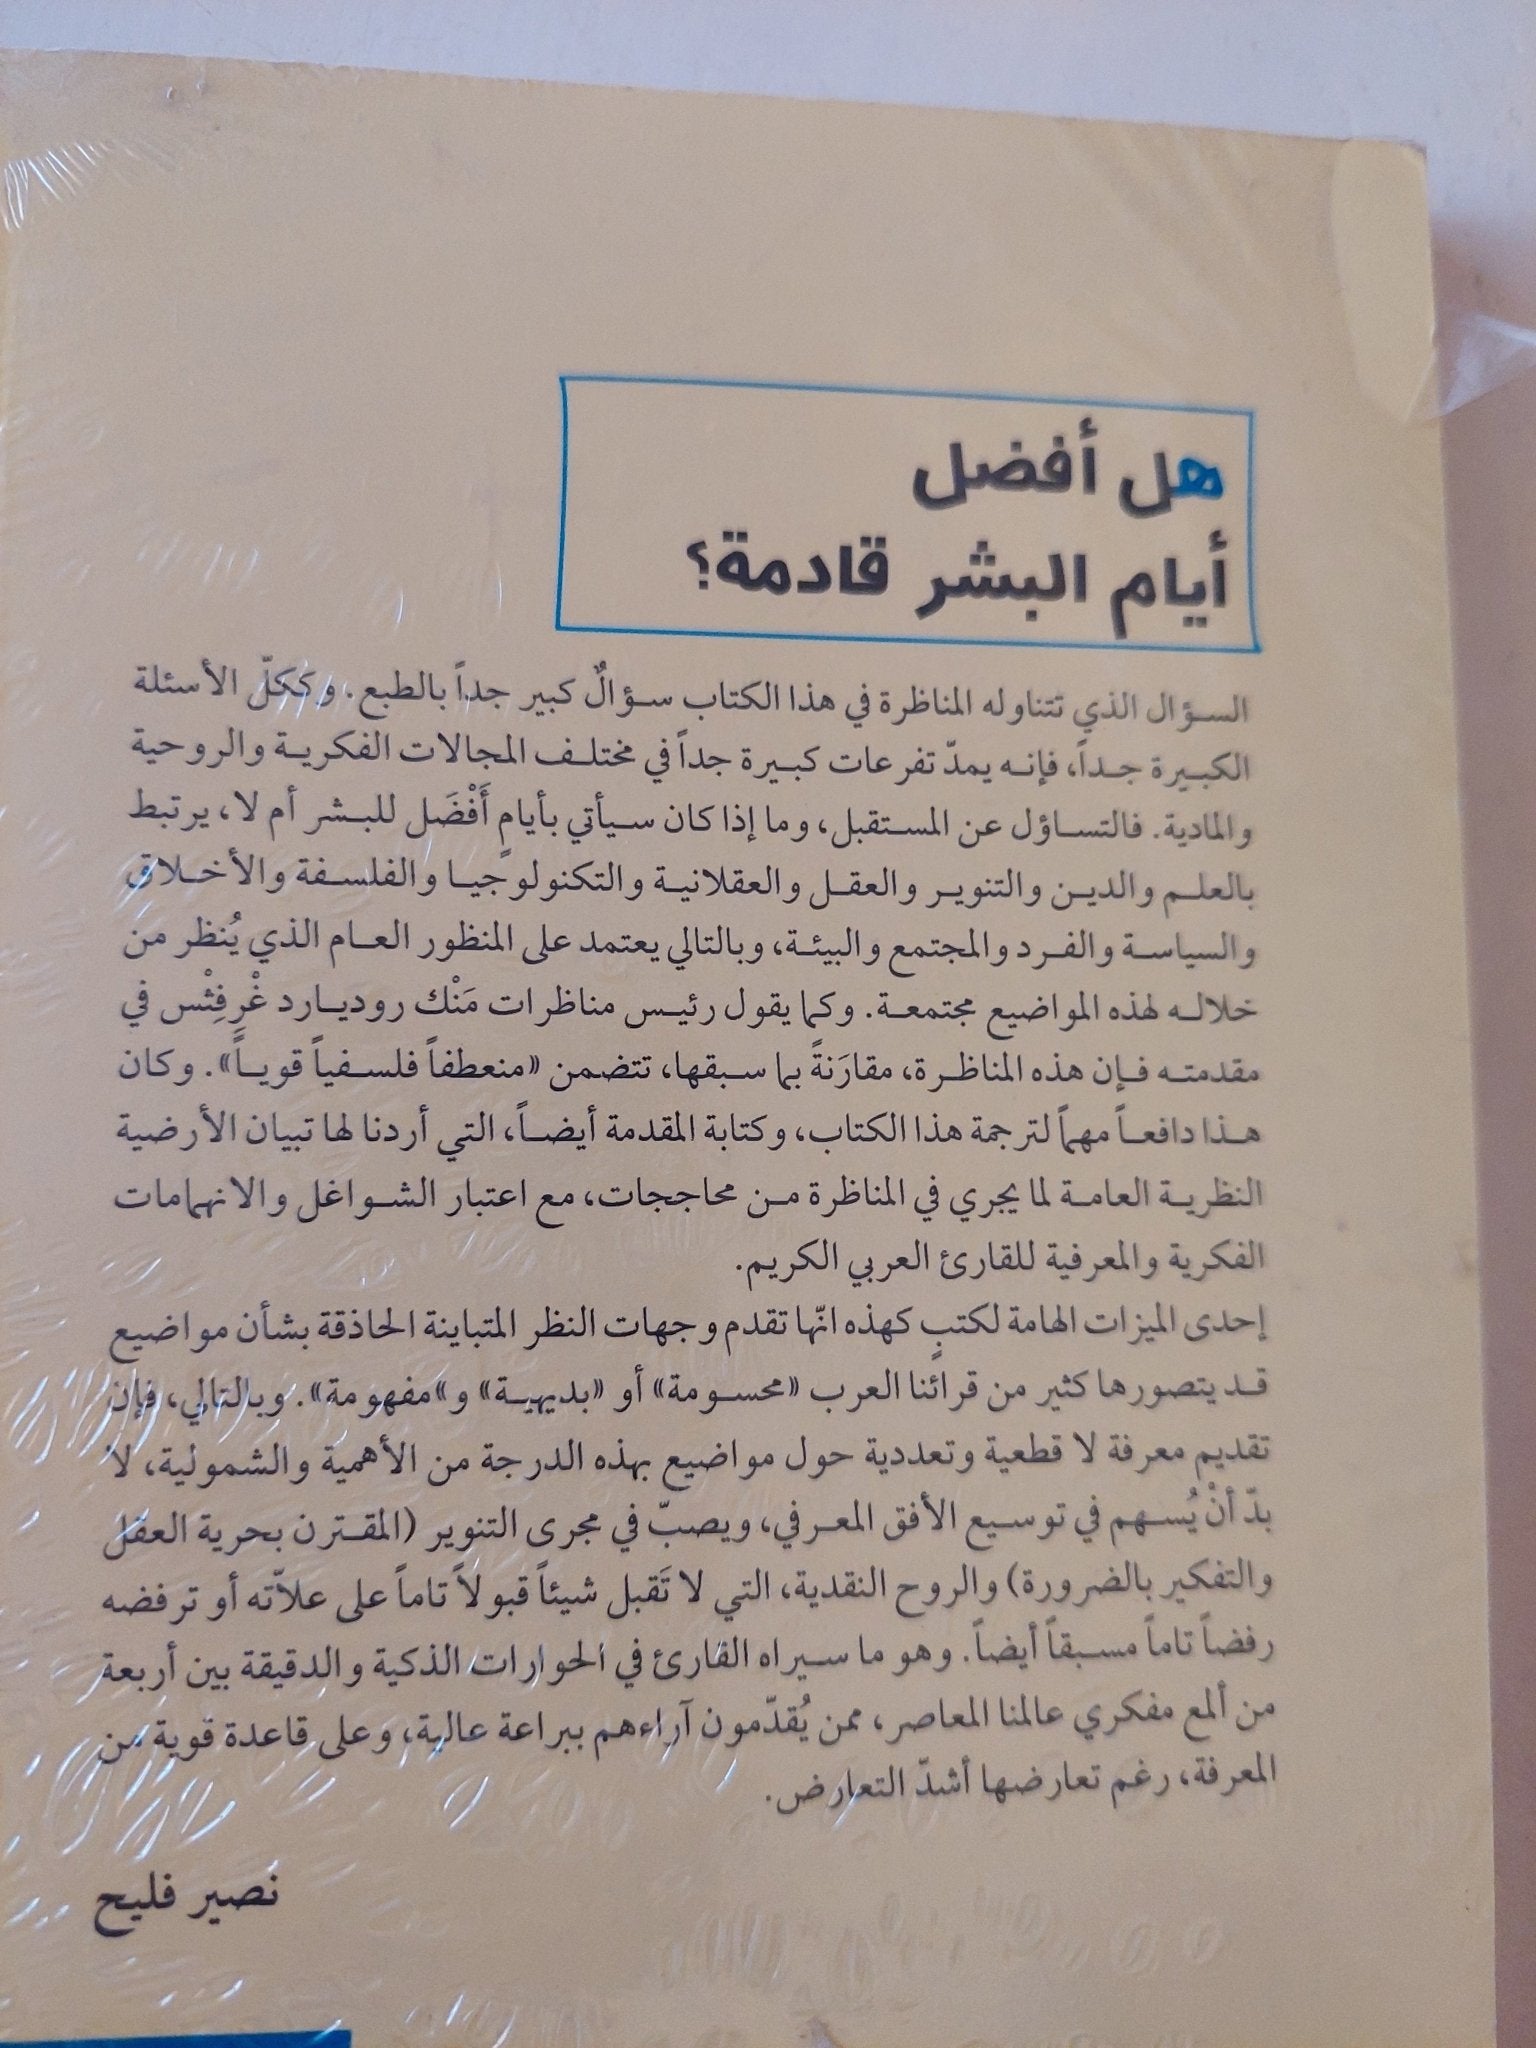 هل أفضل
أيام البشر قادمة؟
السؤال الذي تتناوله المناظرة في هذا الكتاب سؤالٌ كبير جداً بالطبع. وككلّ الأسئلة
الكبيرة جداً، فإنه يمدّ تفرعات كبيرة جداً في مختلف المجالات الفكرية والروحية
والمادية. فالتساؤل عن المستقبل، وما إذا كان سيأتي بأيامٍ أَفْضَل للبشر أم لا، يرتبط
بالعلم والدين والتنوير والعقل والعقلانية والتكنولوجيا والفلسفة والأخلاق
والسياسة والفرد والمجتمع والبيئة، وبالتالي يعتمد على المنظور العام الذي يُنظر من
خلاله لهذه المواضيع مجتمعة. وكما يقول رئيس مناظرات مَنْك روديارد غْرِفِثْس في
مقدمته فإن هذه المناظرة، مقارَنةً بما سبقها، تتضمن «منعطفاً فلسفياً قوياً». وكان
هذا دافعاً مهماً لترجمة هذا الكتاب، وكتابة المقدمة أيضاً، التي أردنا لها تبيان الأرضية
النظرية العامة لما يجري في المناظرة من محاججات، مع اعتبار الشواغل والانهمامات
الفكرية والمعرفية للقارئ العربي الكريم.
إحدى الميزات الهامة لكتبٍ كهذه انّها تقدم وجهات النظر المتباينة الحاذقة بشأن مواضيع
قد يتصورها كثير من قرائنا العرب «محسومة» أو «بديهية» و»مفهومة». وبالتالي، فإن
تقديم معرفة لا قطعية وتعددية حول مواضيع بهذه الدرجة من الأهمية والشمولية، لا
بدّ أنْ يُسهم في توسيع الأفق المعرفي، ويصبّ في مجرى التنوير (المقترن بحرية العقل
والتفكير بالضرورة) والروح النقدية، التي لا تَقبل شيئاً قبولاً تاماً على علاّته أو ترفضه
رفضاً تاماً مسبقاً أيضاً. وهو ما سيراه القارئ في الحوارات الذكية والدقيقة بين أربعة
من ألمع مفكري عالمنا المعاصر، ممن يُقدّمون آراءهم ببراعة عالية، وعلى قاعدة قوية من
المعرفة، رغم تعارضها أشدّ التعارض.
نصير فليح